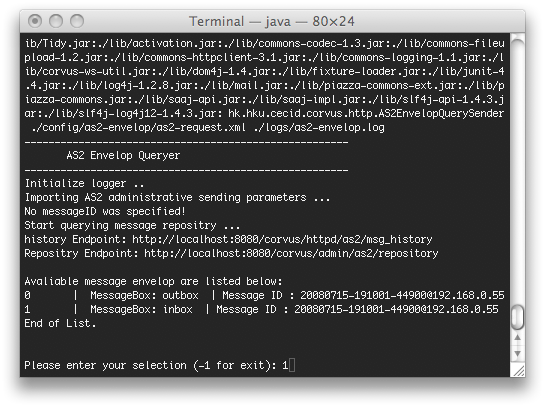 Terminal — java — 80×24
ib/Tidy.jar:./lib/activation.jar:./lib/commons-codec-1.3.jar:./lib/commons-fileu
pload-1.2.jar:./lib/commons-httpclient-3.1.jar:./lib/commons-logging-1.1.jar:./l
ib/corvus-ws-util.jar:./lib/dom4j-1.4.jar:./lib/fixture-loader.jar:./lib/junit-4
.4.jar:./lib/log4j-1.2.8.jar:./lib/mail.jar:./lib/piazza-commons-ext.jar:./lib/p
iazza-commons.jar:./lib/saaj-api.jar:./lib/saaj-impl.jar:./lib/slf4j-api-1.4.3.j
ar:./lib/slf4j-log4j12-1.4.3.jar: hk.hku.cecid.corvus.http.AS2EnvelopQuerySender
./config/as2-envelop/as2-request.xml ./logs/as2-envelop.log
------------------------------------------------------
AS2 Envelop Queryer
------------------------------------------------------
Initialize logger ..
Importing AS2 administrative sending parameters ...
No messageID was specified!
Start querying message repositry ...
history Endpoint: http://localhost:8080/corvus/httpd/as2/msg_history
Repositry Endpoint: http://localhost:8080/corvus/admin/as2/repository
Avaliable message envelop are listed below:
0 | MessageBox: outbox | Message ID : 20080715-191001-44900@192.168.0.55
1 | MessageBox: inbox | Message ID : 20080715-191001-44900@192.168.0.55
End of List.
Please enter your selection (-1 for exit): 1